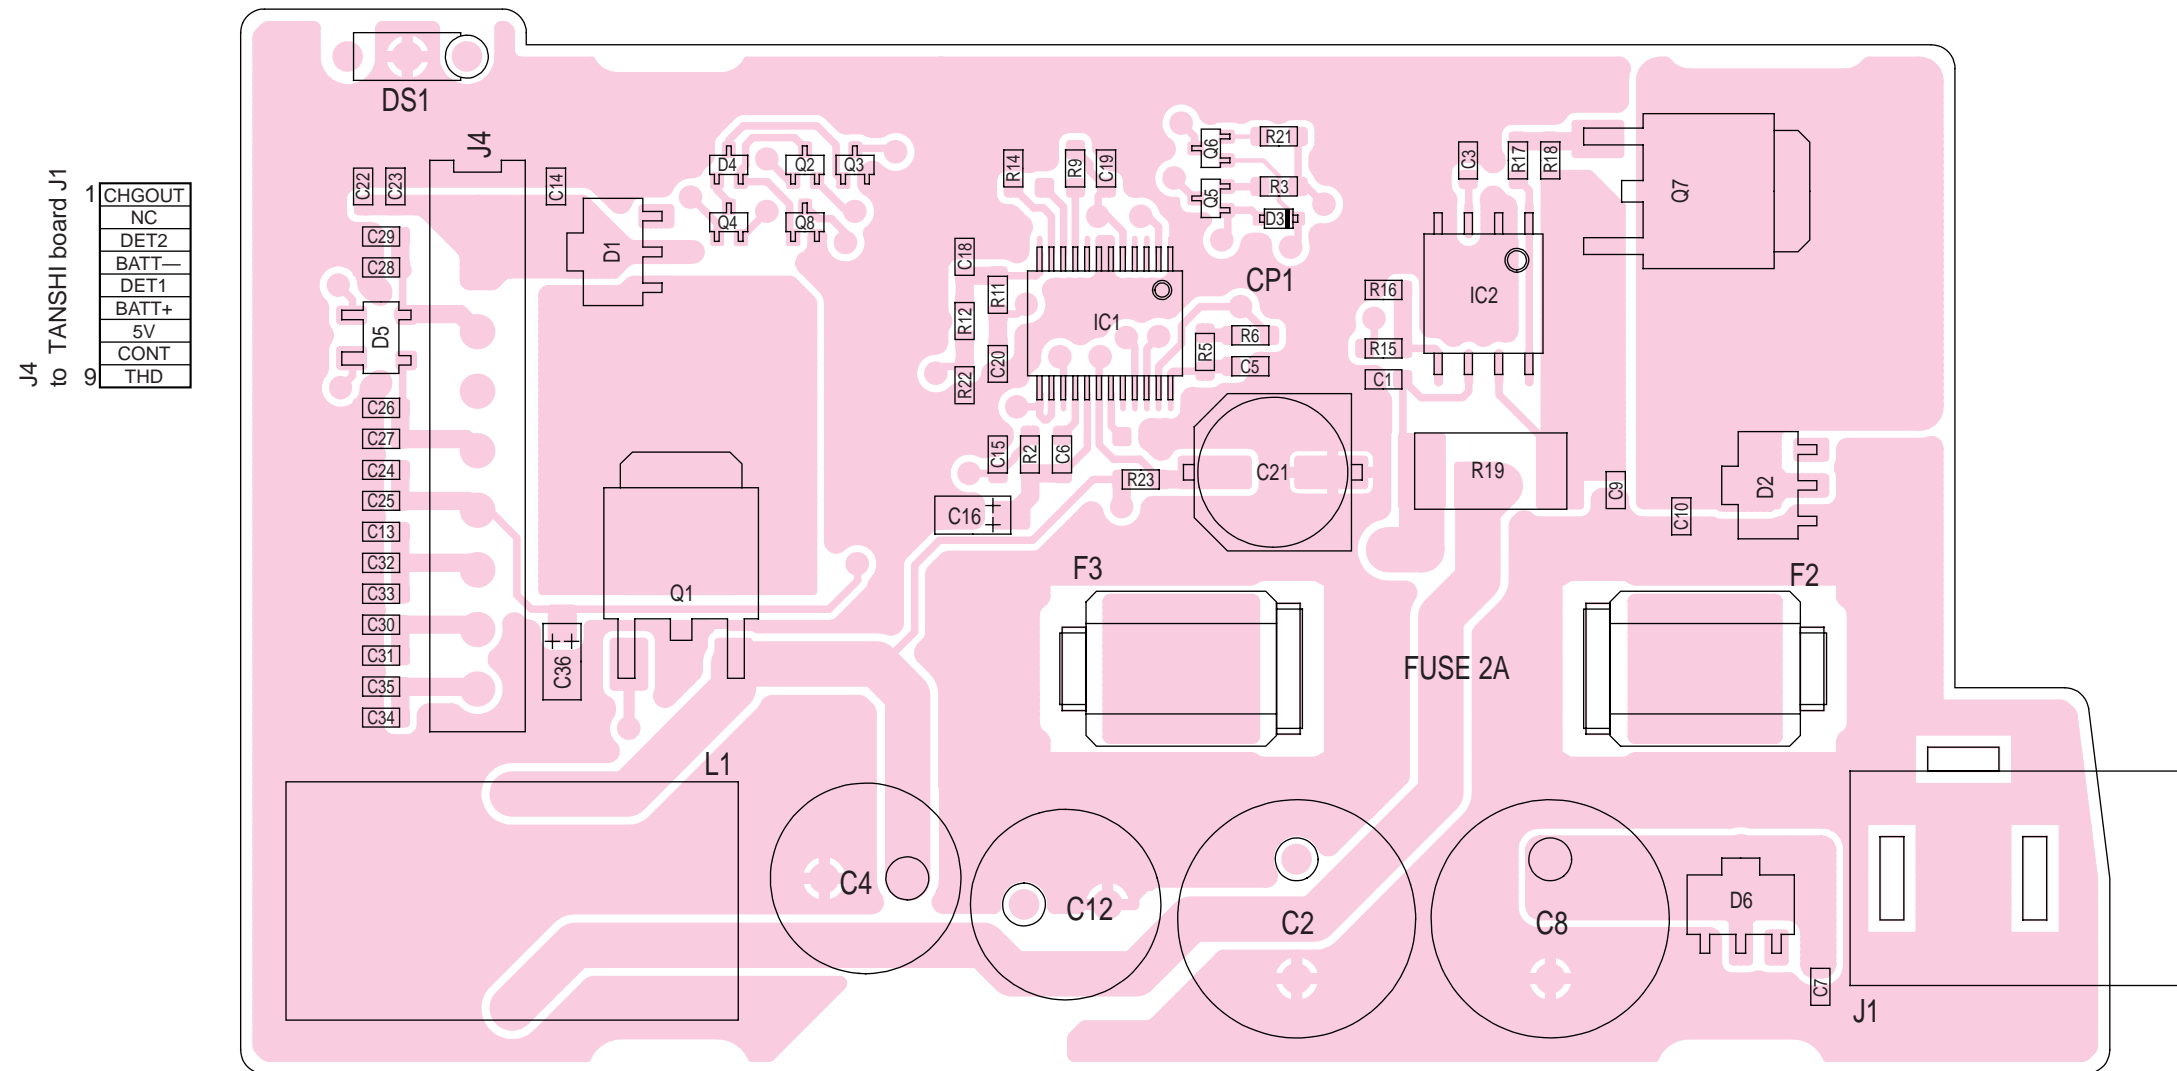 DS1
J4
J4
to TANSHI board J1
1
CHGOUT
NC
DET2
BATT—
DET1
BATT+
5V
CONT
9
THD
C22
C23
C14
D4
Q2
Q3
Q4
Q8
D1
C29
C28
D5
C26
C27
C24
C25
C13
C32
C33
C30
C31
C35
C34
C36
Q1
L1
R14
R9
C19
Q6
R21
Q5
R3
D3
C18
R11
R12
C20
R22
IC1
CP1
R5
R6
C5
C15
R2
C6
R23
C16
C21
C3
R17
R18
Q7
IC2
R16
R15
C1
R19
C9
C10
D2
F3
F2
FUSE 2A
C4
C12
C2
C8
D6
C7
J1